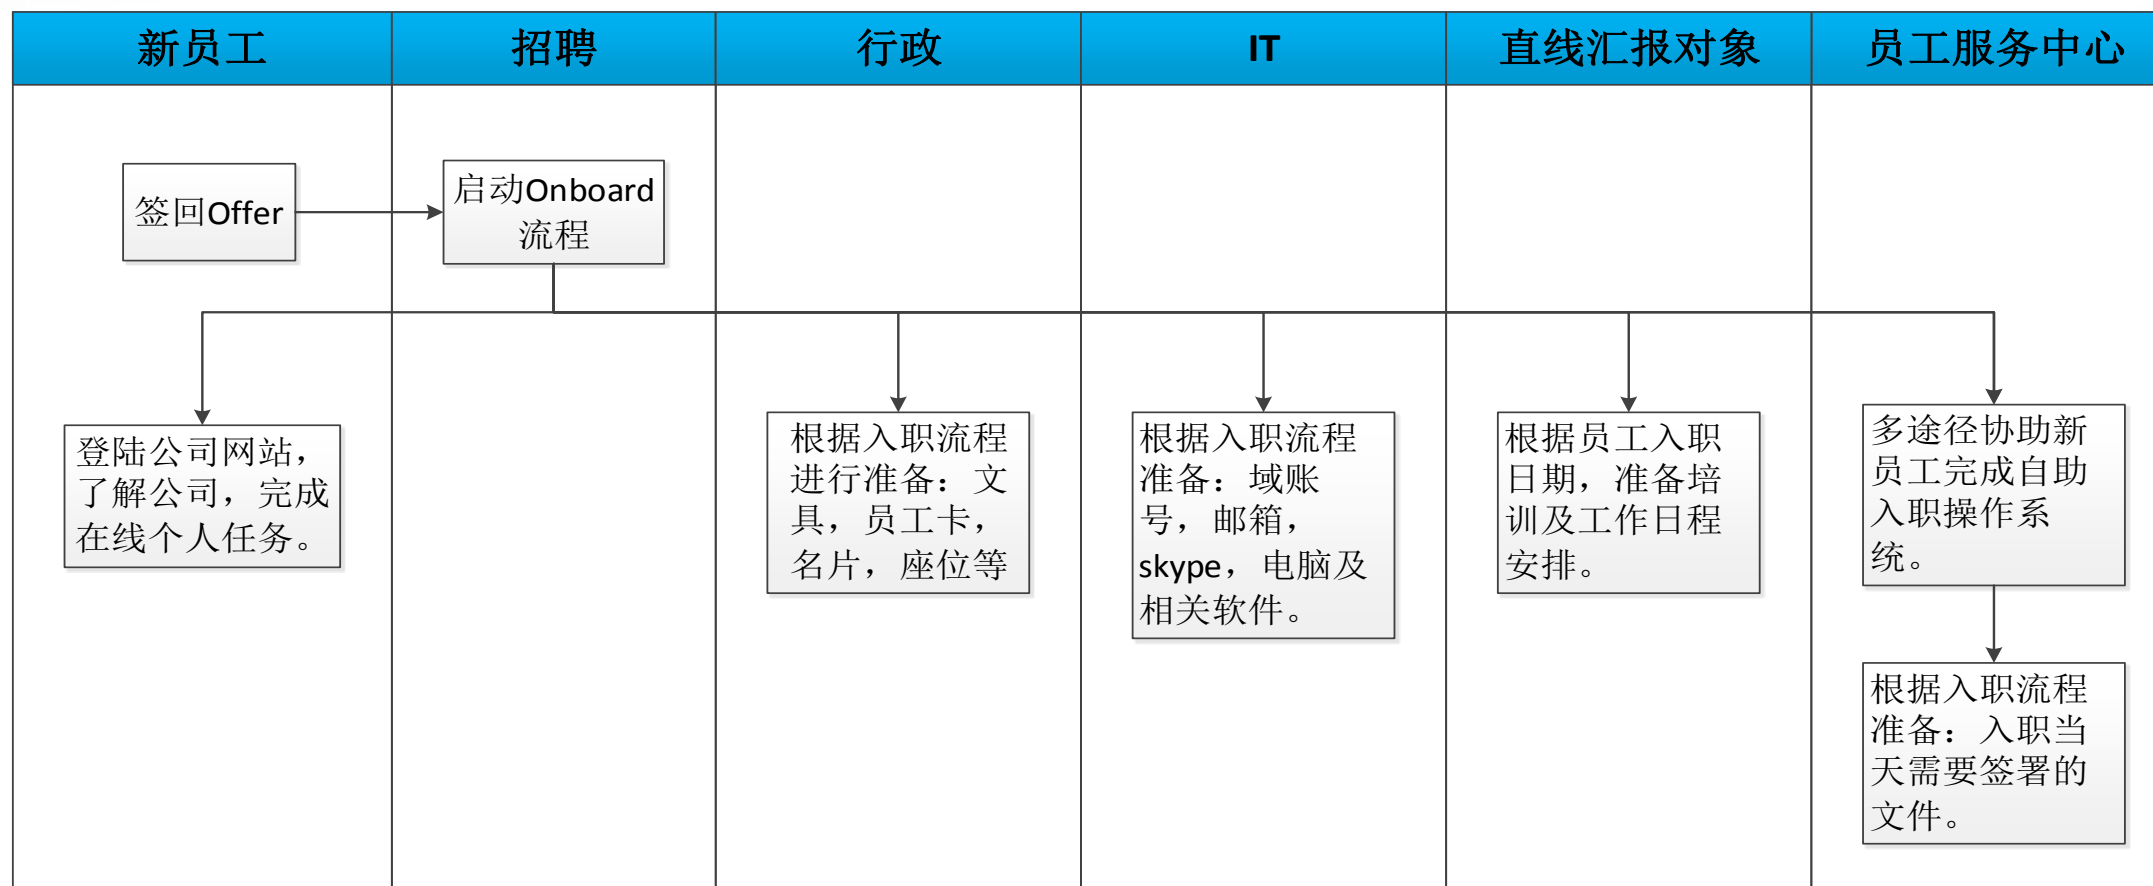 新员工
招聘
行政
IT
直线汇报对象
员工服务中心
签回Offer
启动Onboard
流程
登陆公司网站，
了解公司，完成
在线个人任务。
根据入职流程
进行准备：文
具，员工卡，
名片，座位等
根据入职流程
准备：域账
号，邮箱，
skype，电脑及
相关软件。
根据员工入职
日期，准备培
训及工作日程
安排。
多途径协助新
员工完成自助
入职操作系
统。
根据入职流程
准备：入职当
天需要签署的
文件。